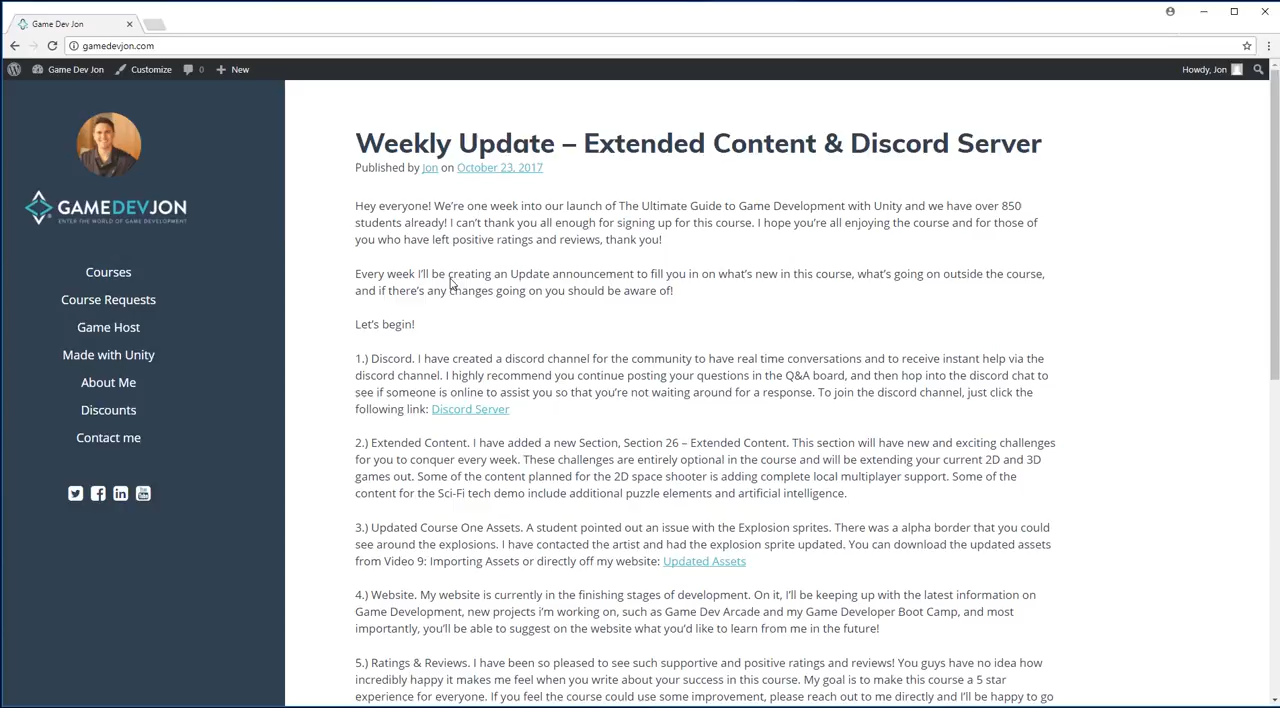 Game Dev Jon
gamedevjon.com
Game Dev Jon Customize 0 New Howdy, Jon
GAMEDEVJON
ENTER THE WORLD OF GAME DEVELOPMENT
Courses
Course Requests
Game Host
Made with Unity
About Me
Discounts
Contact me
Weekly Update – Extended Content & Discord Server
Published by Jon on October 23, 2017
Hey everyone! We're one week into our launch of The Ultimate Guide to Game Development with Unity and we have over 850
students already! I can't thank you all enough for signing up for this course. I hope you're all enjoying the course and for those of
you who have left positive ratings and reviews, thank you!
Every week I'll be creating an Update announcement to fill you in on what's new in this course, what's going on outside the course,
and if there's any changes going on you should be aware of!
Let's begin!
1.) Discord. I have created a discord channel for the community to have real time conversations and to receive instant help via the
discord channel. I highly recommend you continue posting your questions in the Q&A board, and then hop into the discord chat to
see if someone is online to assist you so that you're not waiting around for a response. To join the discord channel, just click the
following link: Discord Server
2.) Extended Content. I have added a new Section, Section 26 – Extended Content. This section will have new and exciting challenges
for you to conquer every week. These challenges are entirely optional in the course and will be extending your current 2D and 3D
games out. Some of the content planned for the 2D space shooter is adding complete local multiplayer support. Some of the
content for the Sci-Fi tech demo include additional puzzle elements and artificial intelligence.
3.) Updated Course One Assets. A student pointed out an issue with the Explosion sprites. There was a alpha border that you could
see around the explosions. I have contacted the artist and had the explosion sprite updated. You can download the updated assets
from Video 9: Importing Assets or directly off my website: Updated Assets
4.) Website. My website is currently in the finishing stages of development. On it, I'll be keeping up with the latest information on
Game Development, new projects i'm working on, such as Game Dev Arcade and my Game Developer Boot Camp, and most
importantly, you'll be able to suggest on the website what you'd like to learn from me in the future!
5.) Ratings & Reviews. I have been so pleased to see such supportive and positive ratings and reviews! You guys have no idea how
incredibly happy it makes me feel when you write about your success in this course. My goal is to make this course a 5 star
experience for everyone. If you feel the course could use some improvement, please reach out to me directly and I'll be happy to go